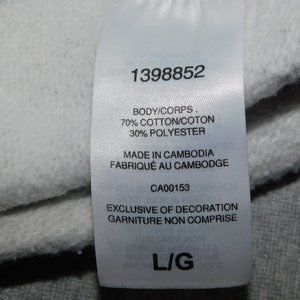 1398852
BODY/CORPS .
70% COTTON/COTON
30% POLYESTER
MADE IN CAMBODIA
FABRIQUÉ AU CAMBODGE
CA00153
EXCLUSIVE OF DECORATION
GARNITURE NON COMPRISE
L/G